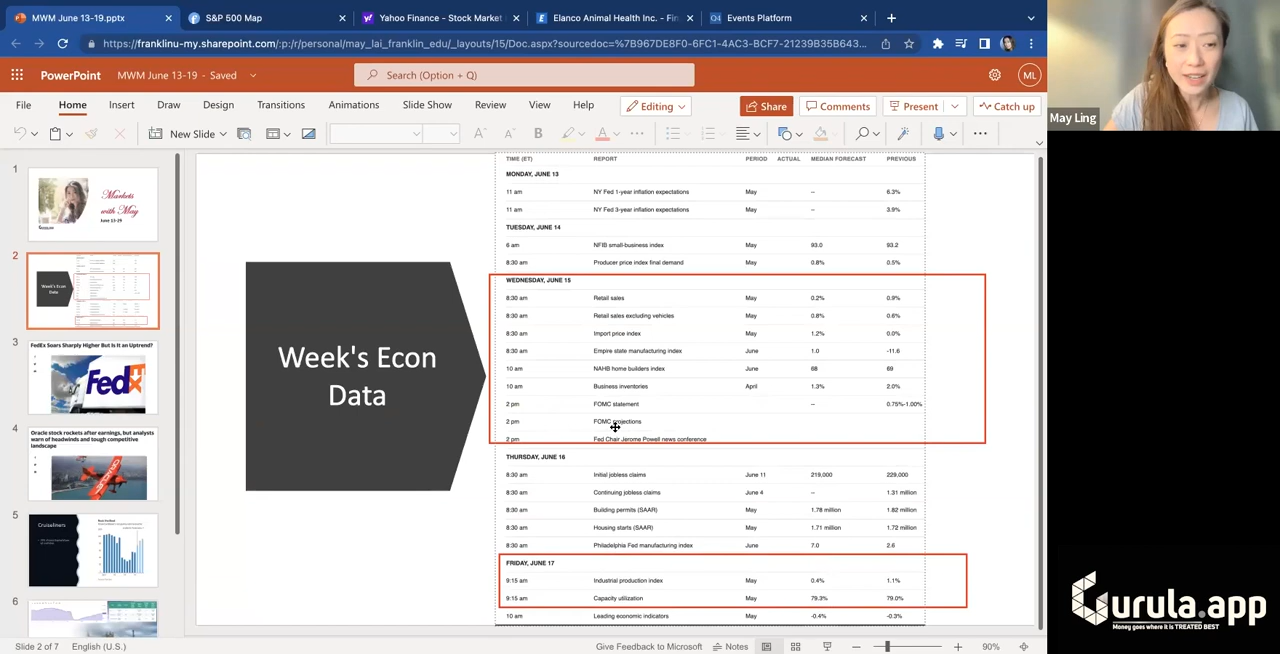 MWM June 13-19.pptx
S&P 500 Map
Yahoo Finance - Stock Market
Elanco Animal Health Inc. - Fin
Events Platform
https://franklinu-my.sharepoint.com/:p:/r/personal/may_lai_franklin_edu/_layouts/15/Doc.aspx?sourcedoc=%7B967DE8F0-6FC1-4AC3-BCF7-21239B35B643...
PowerPoint
MWM June 13-19 - Saved
Search (Option + Q)
ML
File Home Insert Draw Design Transitions Animations Slide Show Review View Help
Editing
Share
Comments
Present
Catch up
New Slide
May Ling
1
Markets
with May
June 13-19
2
Week's Econ
Data
3
FedEx Soars Sharply Higher But Is It an Uptrend?
FedEx
4
Oracle stock rockets after earnings, but analysts
warn of headwinds and tough competitive
landscape
5
Cruiseliners
6
Week's Econ
Data
TIME (ET) REPORT PERIOD ACTUAL MEDIAN FORECAST PREVIOUS
MONDAY, JUNE 13
11 am NY Fed 1-year inflation expectations May -- 6.3%
11 am NY Fed 3-year inflation expectations May -- 3.9%
TUESDAY, JUNE 14
6 am NFIB small-business index May 93.0 93.2
8:30 am Producer price index final demand May 0.8% 0.5%
WEDNESDAY, JUNE 15
8:30 am Retail sales May 0.2% 0.9%
8:30 am Retail sales excluding vehicles May 0.8% 0.6%
8:30 am Import price index May 1.2% 0.0%
8:30 am Empire state manufacturing index June 1.0 -11.6
10 am NAHB home builders index June 68 69
10 am Business inventories April 1.3% 2.0%
2 pm FOMC statement -- 0.75%-1.00%
2 pm FOMC projections
2 pm Fed Chair Jerome Powell news conference
THURSDAY, JUNE 16
8:30 am Initial jobless claims June 11 219,000 229,000
8:30 am Continuing jobless claims June 4 -- 1.31 million
8:30 am Building permits (SAAR) May 1.78 million 1.82 million
8:30 am Housing starts (SAAR) May 1.71 million 1.72 million
8:30 am Philadelphia Fed manufacturing index June 7.0 2.6
FRIDAY, JUNE 17
9:15 am Industrial production index May 0.4% 1.1%
9:15 am Capacity utilization May 79.3% 79.0%
10 am Leading economic indicators May -0.4% -0.3%
Gurula.app
Money goes where it is TREATED BEST
Slide 2 of 7
English (U.S.)
Give Feedback to Microsoft
Notes
90%